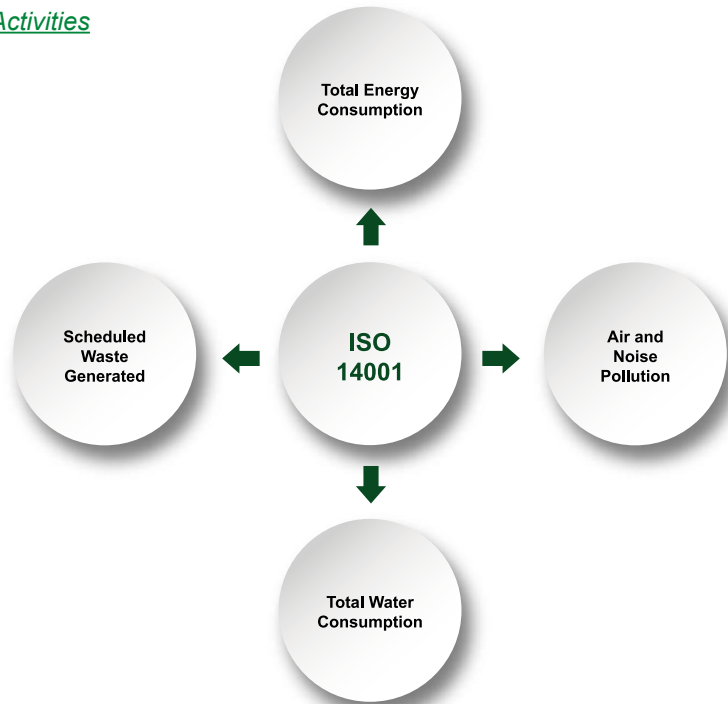 Activities
Total Energy
Consumption
Scheduled
Waste
Generated
ISO
14001
Air and
Noise
Pollution
Total Water
Consumption